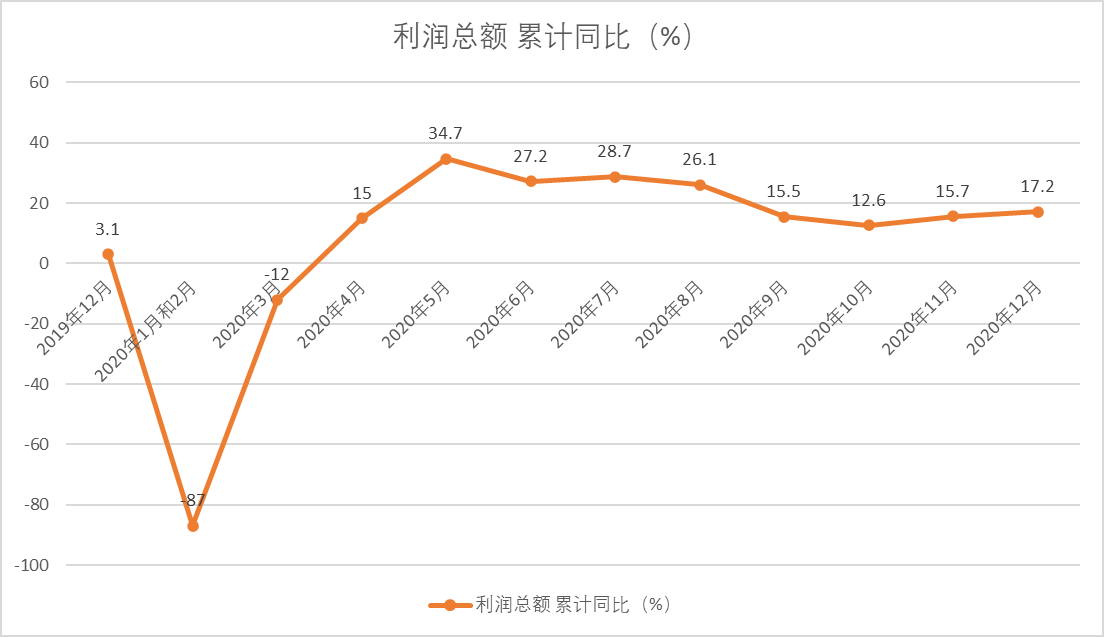 利润总额 累计同比（%）
60
40
20
0
-20
-40
-60
-80
-100
3.1
-87
-12
15
34.7
27.2
28.7
26.1
15.5
12.6
15.7
17.2
2019年12月
2020年1月和2月
2020年3月
2020年4月
2020年5月
2020年6月
2020年7月
2020年8月
2020年9月
2020年10月
2020年11月
2020年12月
利润总额 累计同比（%）